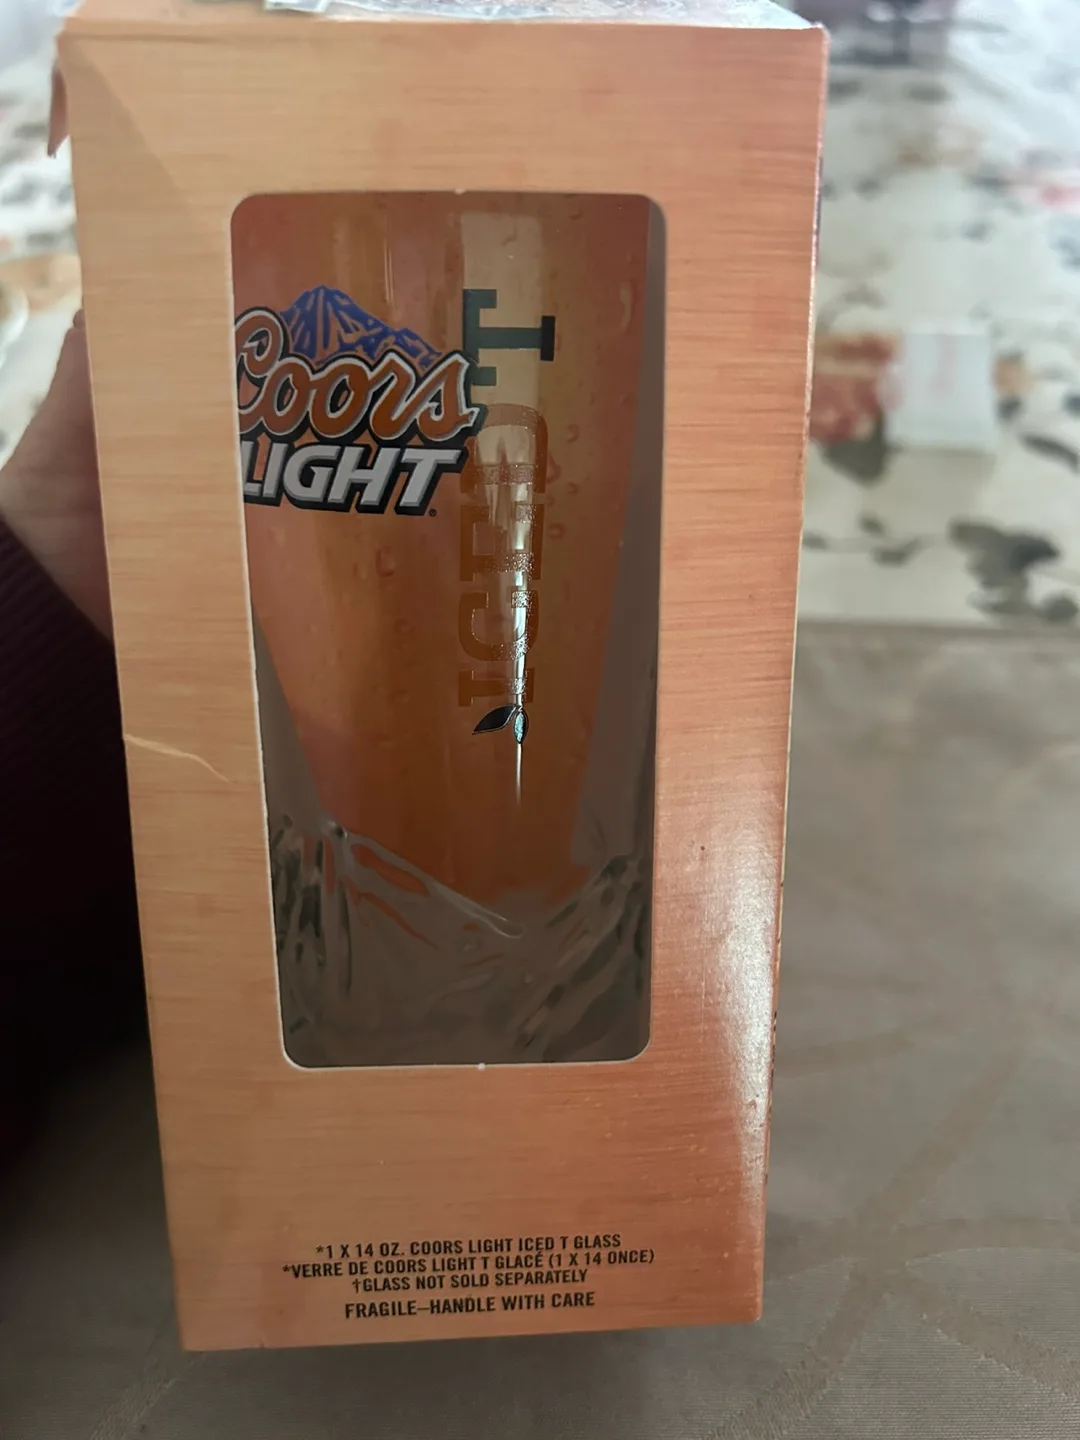 Coors
LIGHT
ICED T
*1 X 14 OZ. COORS LIGHT ICED T GLASS
*VERRE DE COORS LIGHT T GLACÉ (1 X 14 ONCE)
†GLASS NOT SOLD SEPARATELY
FRAGILE–HANDLE WITH CARE